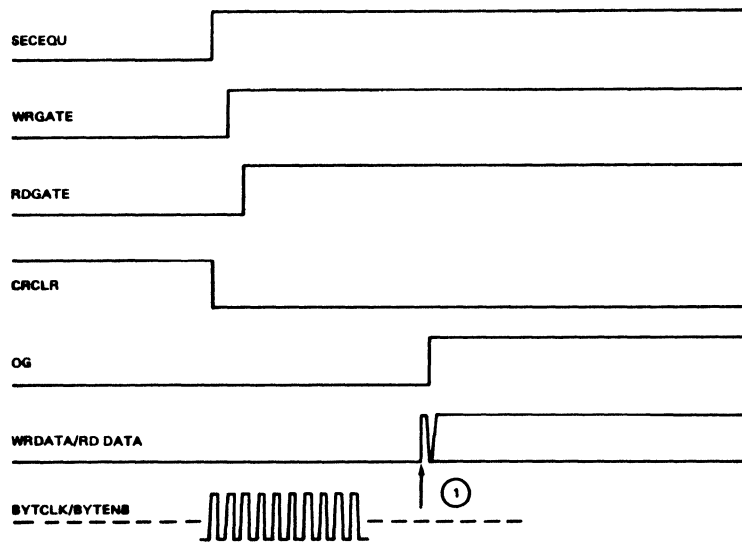 SECEQU
WRGATE
RDGATE
CRCLR
OG
WRDATA/RD DATA
1
BYTCLK/BYTENB